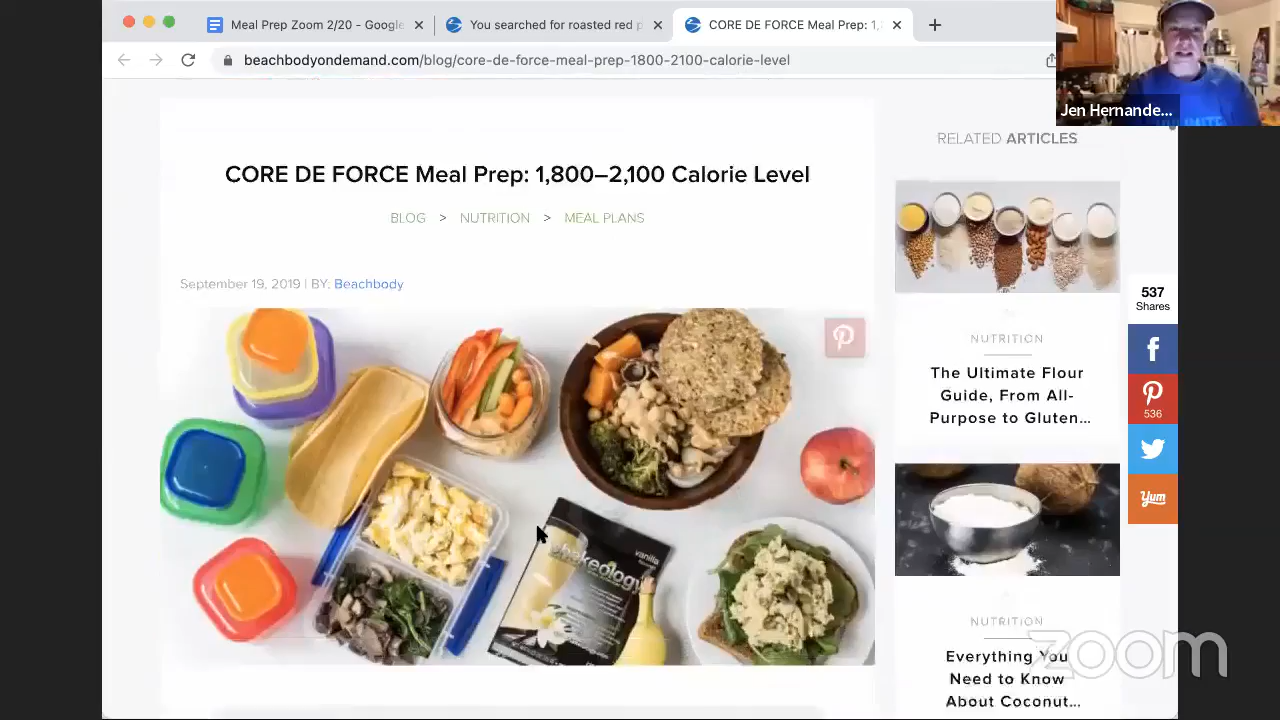 Meal Prep Zoom 2/20 - Google
You searched for roasted red p
CORE DE FORCE Meal Prep: 1,
beachbodyondemand.com/blog/core-de-force-meal-prep-1800-2100-calorie-level
Jen Hernande...
CORE DE FORCE Meal Prep: 1,800–2,100 Calorie Level
BLOG > NUTRITION > MEAL PLANS
September 19, 2019 | BY: Beachbody
vanilla
shakeology
RELATED ARTICLES
NUTRITION
The Ultimate Flour
Guide, From All-
Purpose to Gluten...
NUTRITION
Everything You
Need to Know
About Coconut...
537
Shares
536
Yum
zoom